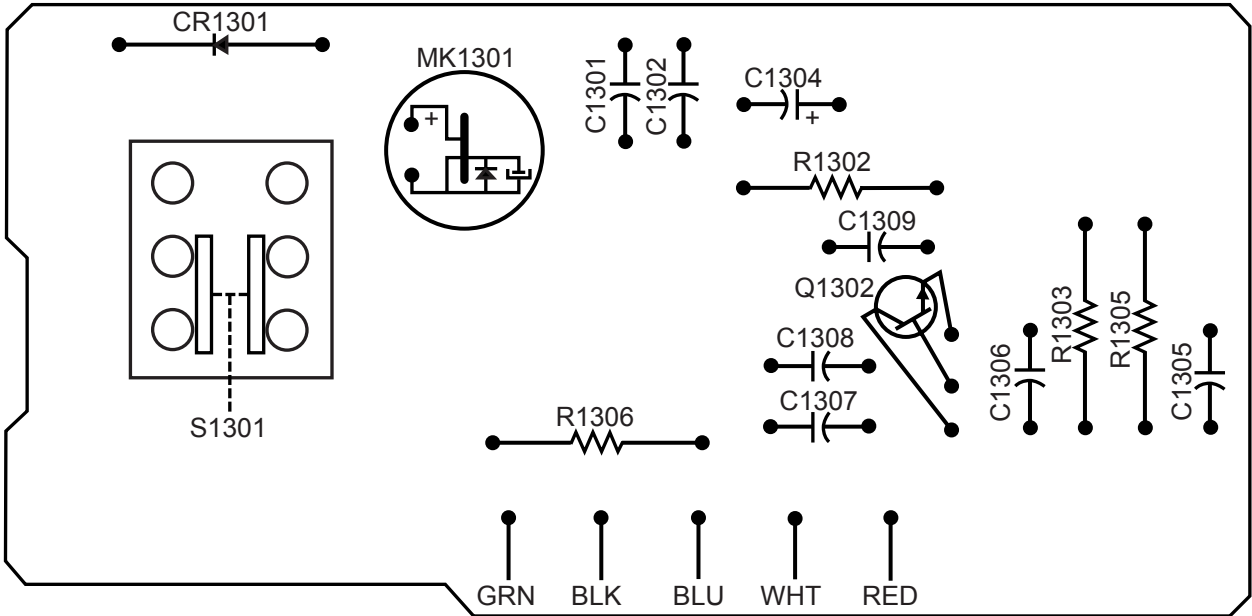 CR1301
MK1301
+
C1301
C1302
C1304
+
R1302
C1309
Q1302
C1308
C1307
C1306
R1303
R1305
C1305
S1301
R1306
GRN BLK BLU WHT RED